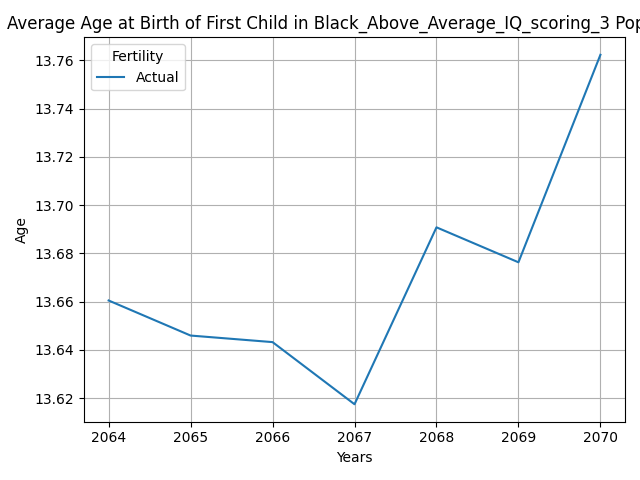 Average Age at Birth of First Child in Black_Above_Average_IQ_scoring_3 Pop
Fertility
Actual
13.76
13.74
13.72
13.70
13.68
13.66
13.64
13.62
Age
2064 2065 2066 2067 2068 2069 2070
Years